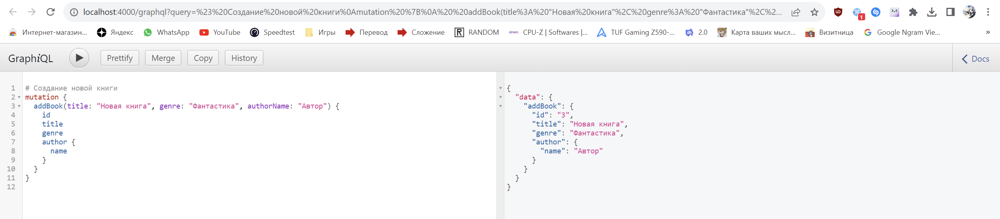 localhost:4000/graphql?query=%23%20Создание%20новой%20книги%0Amutation%20%7B%0A%20%20addBook(title%3A%20"Новая%20книга"%2C%20genre%3A%20"Фантастика"%2C%2...
1
Интернет-магазин... Яндекс WhatsApp YouTube Speedtest Игры Перевод Сложение RANDOM CPU-Z | Softwares |... TUF Gaming Z590-... 2.0 Карта ваших мысл... Визитница Google Ngram Vie... »
GraphiQL Prettify Merge Copy History Docs
1 # Создание новой книги
2 mutation {
3 addBook(title: "Новая книга", genre: "Фантастика", authorName: "Автор") {
4 id
5 title
6 genre
7 author {
8 name
9 }
10 }
11 }
12
{
"data": {
"addBook": {
"id": "3",
"title": "Новая книга",
"genre": "Фантастика",
"author": {
"name": "Автор"
}
}
}
}